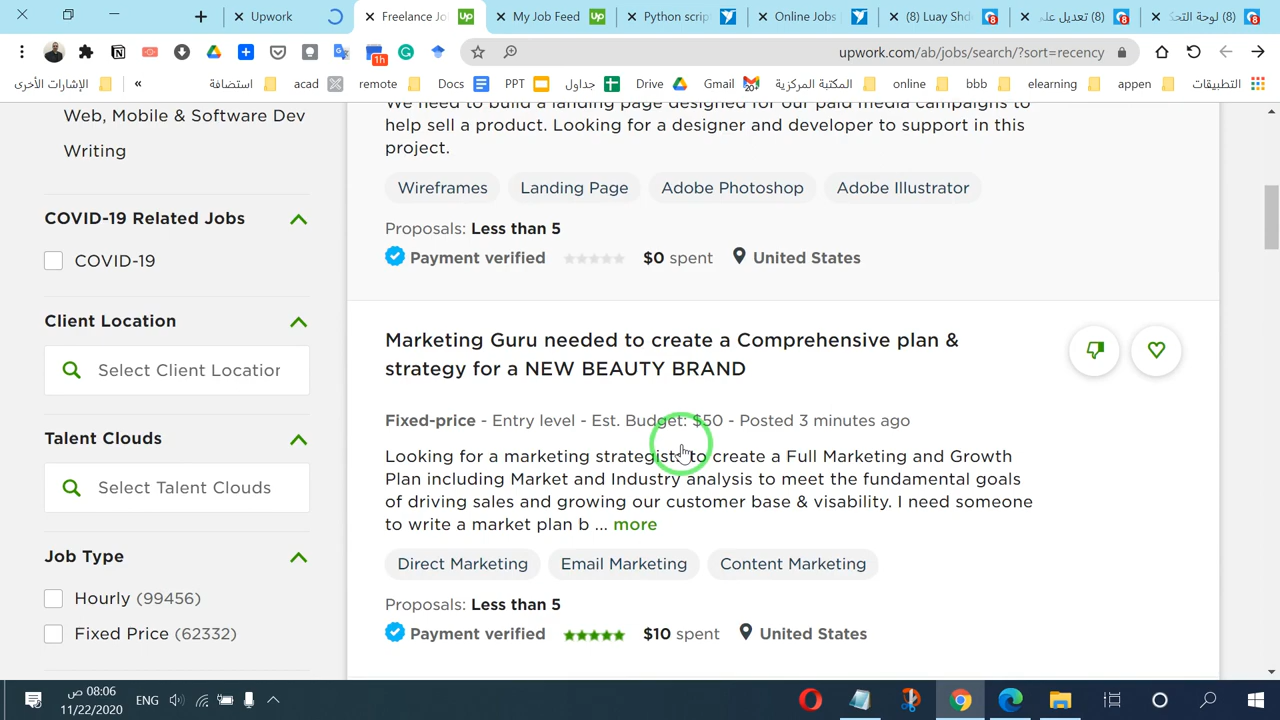 Upwork
Freelance Jo
My Job Feed
Python scrip
Online Jobs
(8) Luay Shd
(8) تعديل على
(8) لوحة التح
upwork.com/ab/jobs/search/?sort=recency
1h
8
8
8
الإشارات الأخرى
»
استضافة
acad
remote
Docs
PPT
جداول
Drive
Gmail
20+
المكتبة المركزية
online
bbb
elearning
appen
التطبيقات
Web, Mobile & Software Dev
Writing
COVID-19 Related Jobs
COVID-19
Client Location
Select Client Location
Talent Clouds
Select Talent Clouds
Job Type
Hourly (99456)
Fixed Price (62332)
We need to build a landing page designed for our paid media campaigns to
help sell a product. Looking for a designer and developer to support in this
project.
Wireframes
Landing Page
Adobe Photoshop
Adobe Illustrator
Proposals: Less than 5
Payment verified
$0 spent
United States
Marketing Guru needed to create a Comprehensive plan &
strategy for a NEW BEAUTY BRAND
Fixed-price - Entry level - Est. Budget: $50 - Posted 3 minutes ago
Looking for a marketing strategist to create a Full Marketing and Growth
Plan including Market and Industry analysis to meet the fundamental goals
of driving sales and growing our customer base & visability. I need someone
to write a market plan b ... more
Direct Marketing
Email Marketing
Content Marketing
Proposals: Less than 5
Payment verified
$10 spent
United States
08:06 ص
11/22/2020
ENG